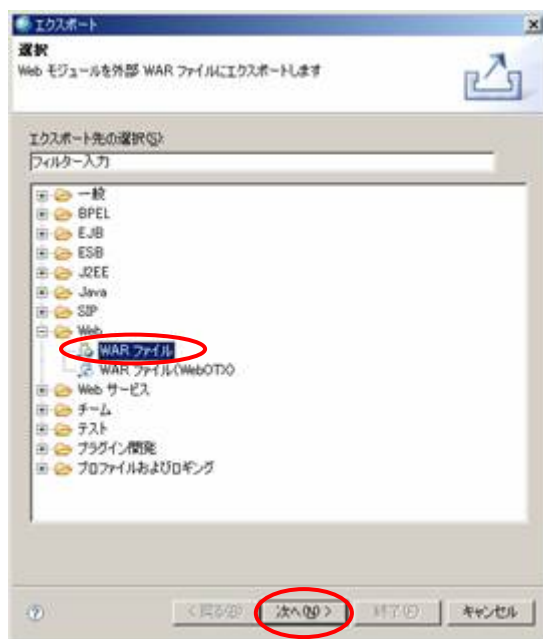 エクスポート
選択
Web モジュールを外部 WAR ファイルにエクスポートします
エクスポート先の選択(S):
フィルター入力
一般
BPEL
EJB
ESB
J2EE
Java
SIP
Web
WAR ファイル
WAR ファイル(WebOTX)
Web サービス
チーム
テスト
プラグイン開発
プロファイルおよびロギング
< 戻る(B) 次へ(N) > 終了(F) キャンセル